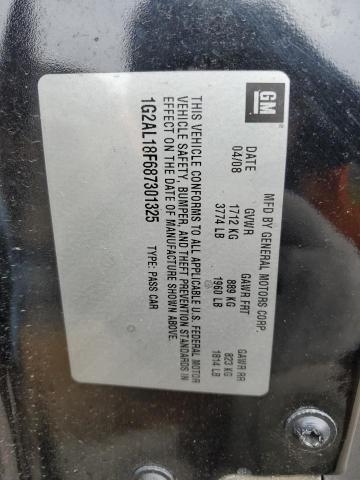 GM
MFD BY GENERAL MOTORS CORP.
DATE GVWR GAWR FRT GAWR RR
04/08 1712 KG 889 KG 823 KG
3774 LB 1960 LB 1814 LB
THIS VEHICLE CONFORMS TO ALL APPLICABLE U.S. FEDERAL MOTOR
VEHICLE SAFETY, BUMPER, AND THEFT PREVENTION STANDARDS IN
EFFECT ON THE DATE OF MANUFACTURE SHOWN ABOVE.
1G2AL18F687301325 TYPE: PASS CAR